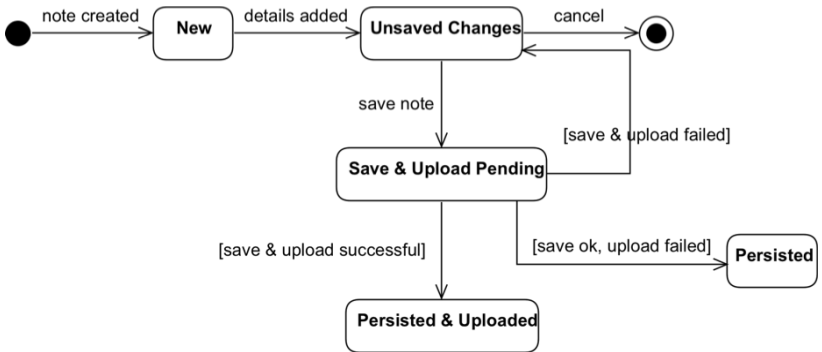 note created
New
details added
Unsaved Changes
cancel
save note
[save & upload failed]
Save & Upload Pending
[save & upload successful]
[save ok, upload failed]
Persisted
Persisted & Uploaded